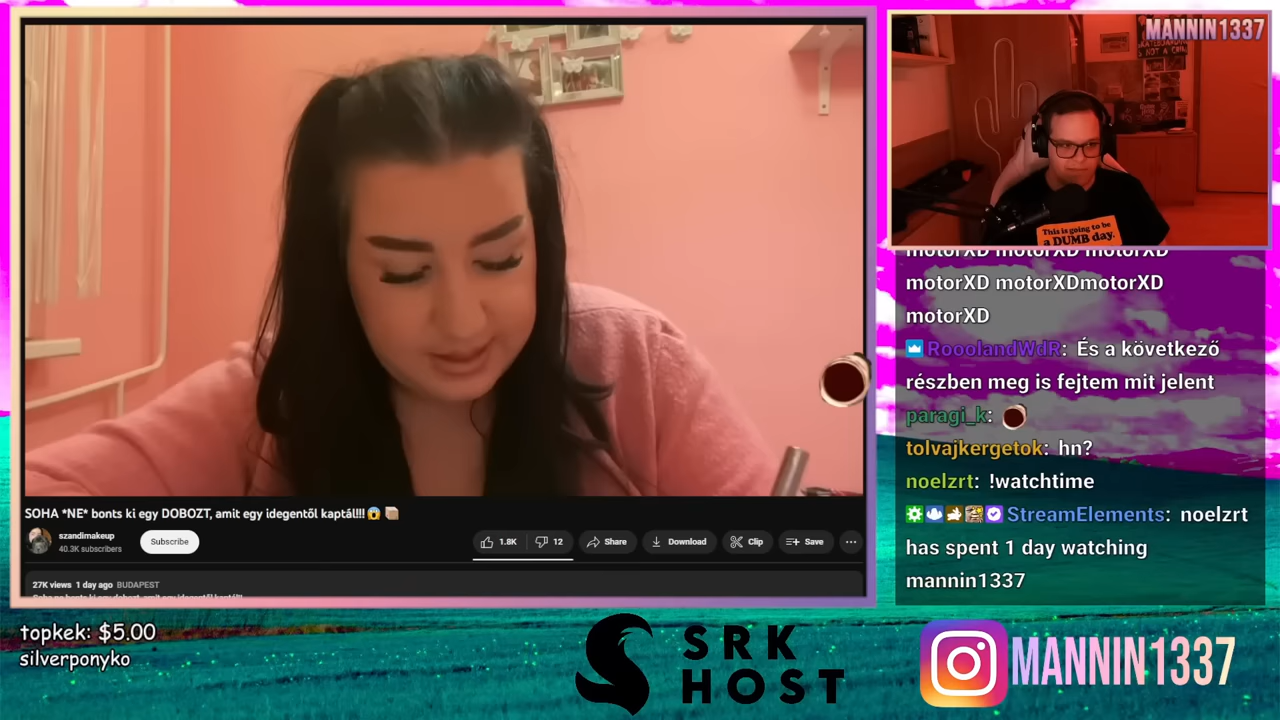 MANNIN1337
This is going to be
a DUMB day.
motorXD motorXD motorXD
motorXD motorXDmotorXD
motorXD
RooolandWdR: És a következő
részben meg is fejtem mit jelent
paragi_k:
tolvajkergetok: hn?
noelzrt: !watchtime
StreamElements: noelzrt
has spent 1 day watching
mannin1337
SOHA *NE* bonts ki egy DOBOZT, amit egy idegentől kaptál!!!
szandimakeup
40.3K subscribers
Subscribe
1.8K
12
Share
Download
Clip
Save
27K views 1 day ago BUDAPEST
topkek: $5.00
silverponyko
SRK
HOST
MANNIN1337